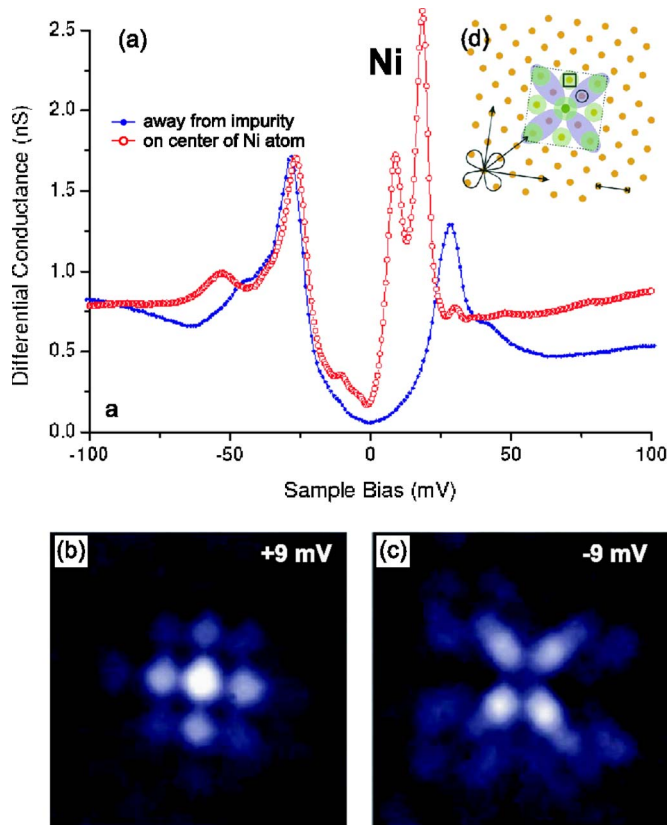 (a)
Ni
(d)
away from impurity
on center of Ni atom
Differential Conductance (nS)
2.5
2.0
1.5
1.0
0.5
0.0
a
-100
-50
0
50
100
Sample Bias (mV)
(b)
+9 mV
(c)
-9 mV